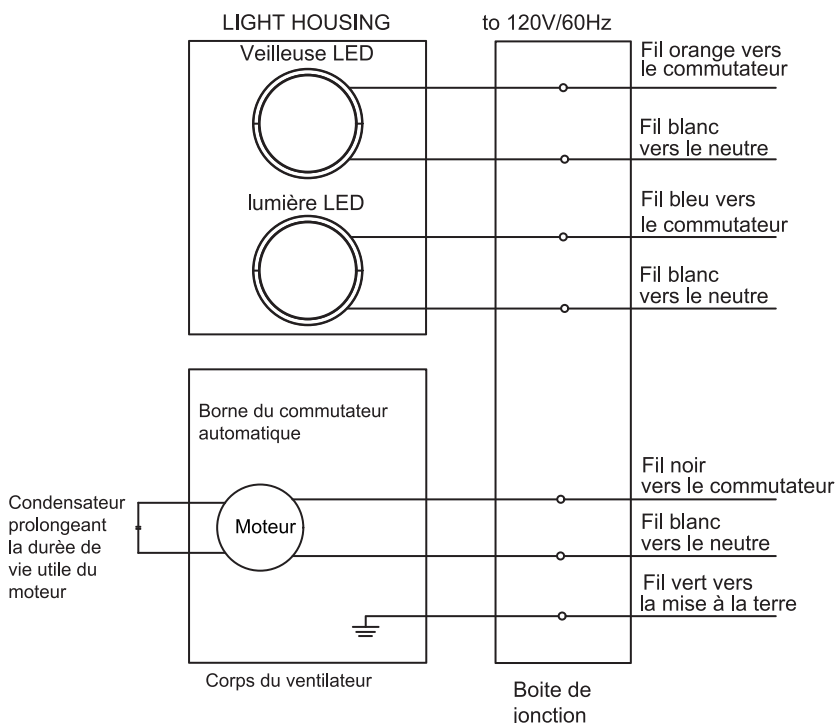 LIGHT HOUSING
to 120V/60Hz
Veilleuse LED
Fil orange vers
le commutateur
Fil blanc
vers le neutre
lumière LED
Fil bleu vers
le commutateur
Fil blanc
vers le neutre
Borne du commutateur
automatique
Fil noir
vers le commutateur
Condensateur
prolongeant
la durèe de
vie utile du
moteur
Moteur
Fil blanc
vers le neutre
Fil vert vers
la mise à la terre
Corps du ventilateur
Boite de
jonction